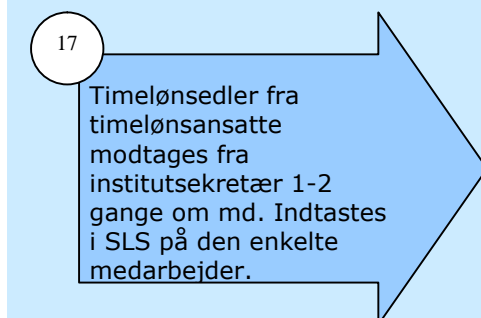 17
Timelønsedler fra
timelønsansatte
modtages fra
institutsekretær 1-2
gange om md. Indtastes
i SLS på den enkelte
medarbejder.